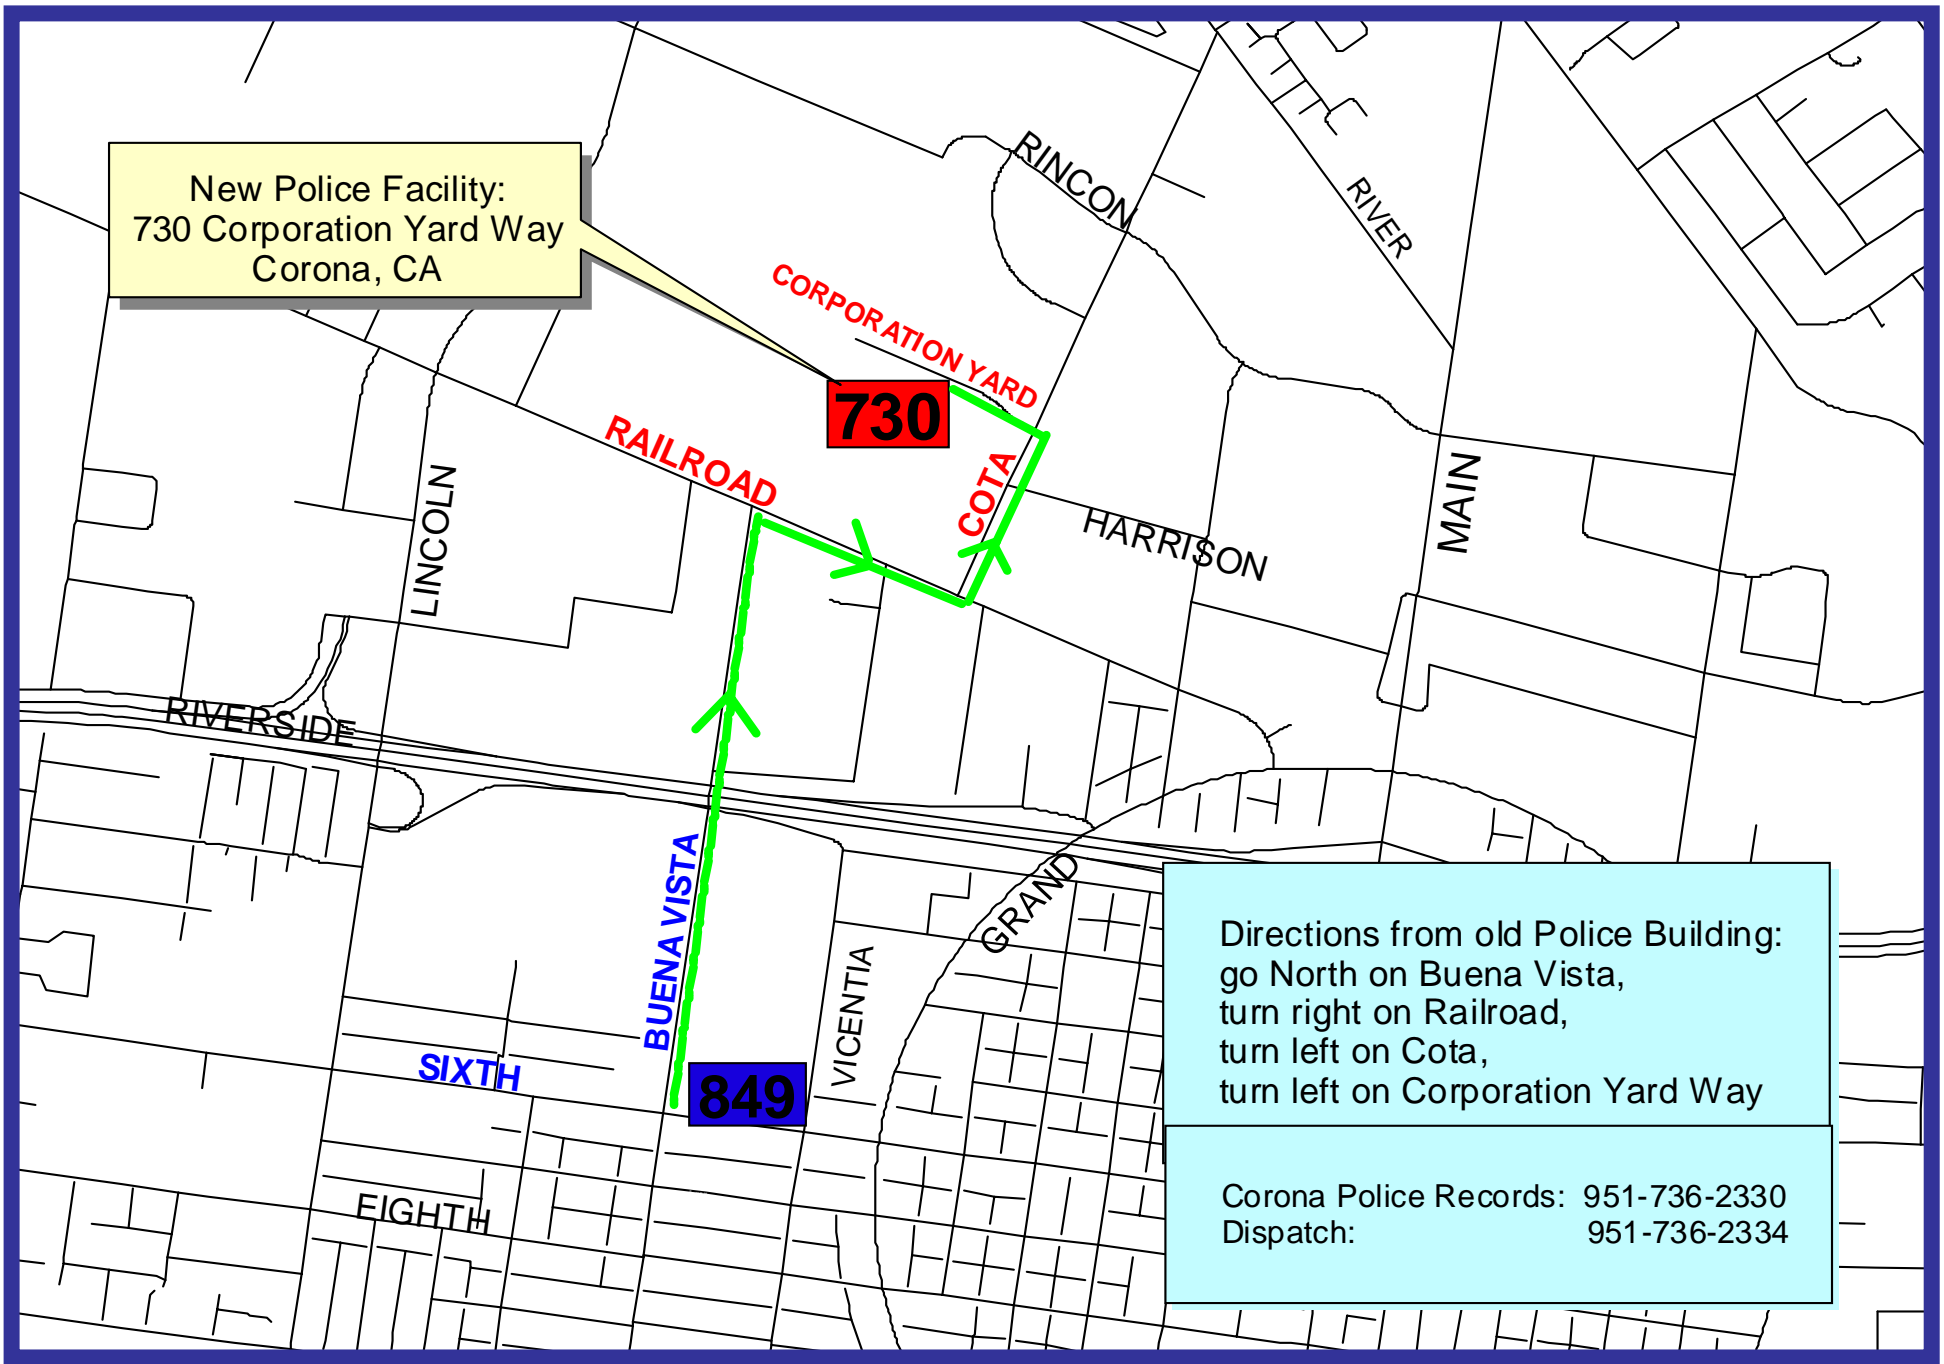 RINCON
RIVER
New Police Facility:
730 Corporation Yard Way
Corona, CA
CORPORATION YARD
730
RAILROAD
COTA
LINCOLN
HARRISON
MAIN
RIVERSIDE
BUENA VISTA
GRAND
VICENTIA
SIXTH
849
EIGHTH
Directions from old Police Building:
go North on Buena Vista,
turn right on Railroad,
turn left on Cota,
turn left on Corporation Yard Way
Corona Police Records: 951-736-2330
Dispatch: 951-736-2334